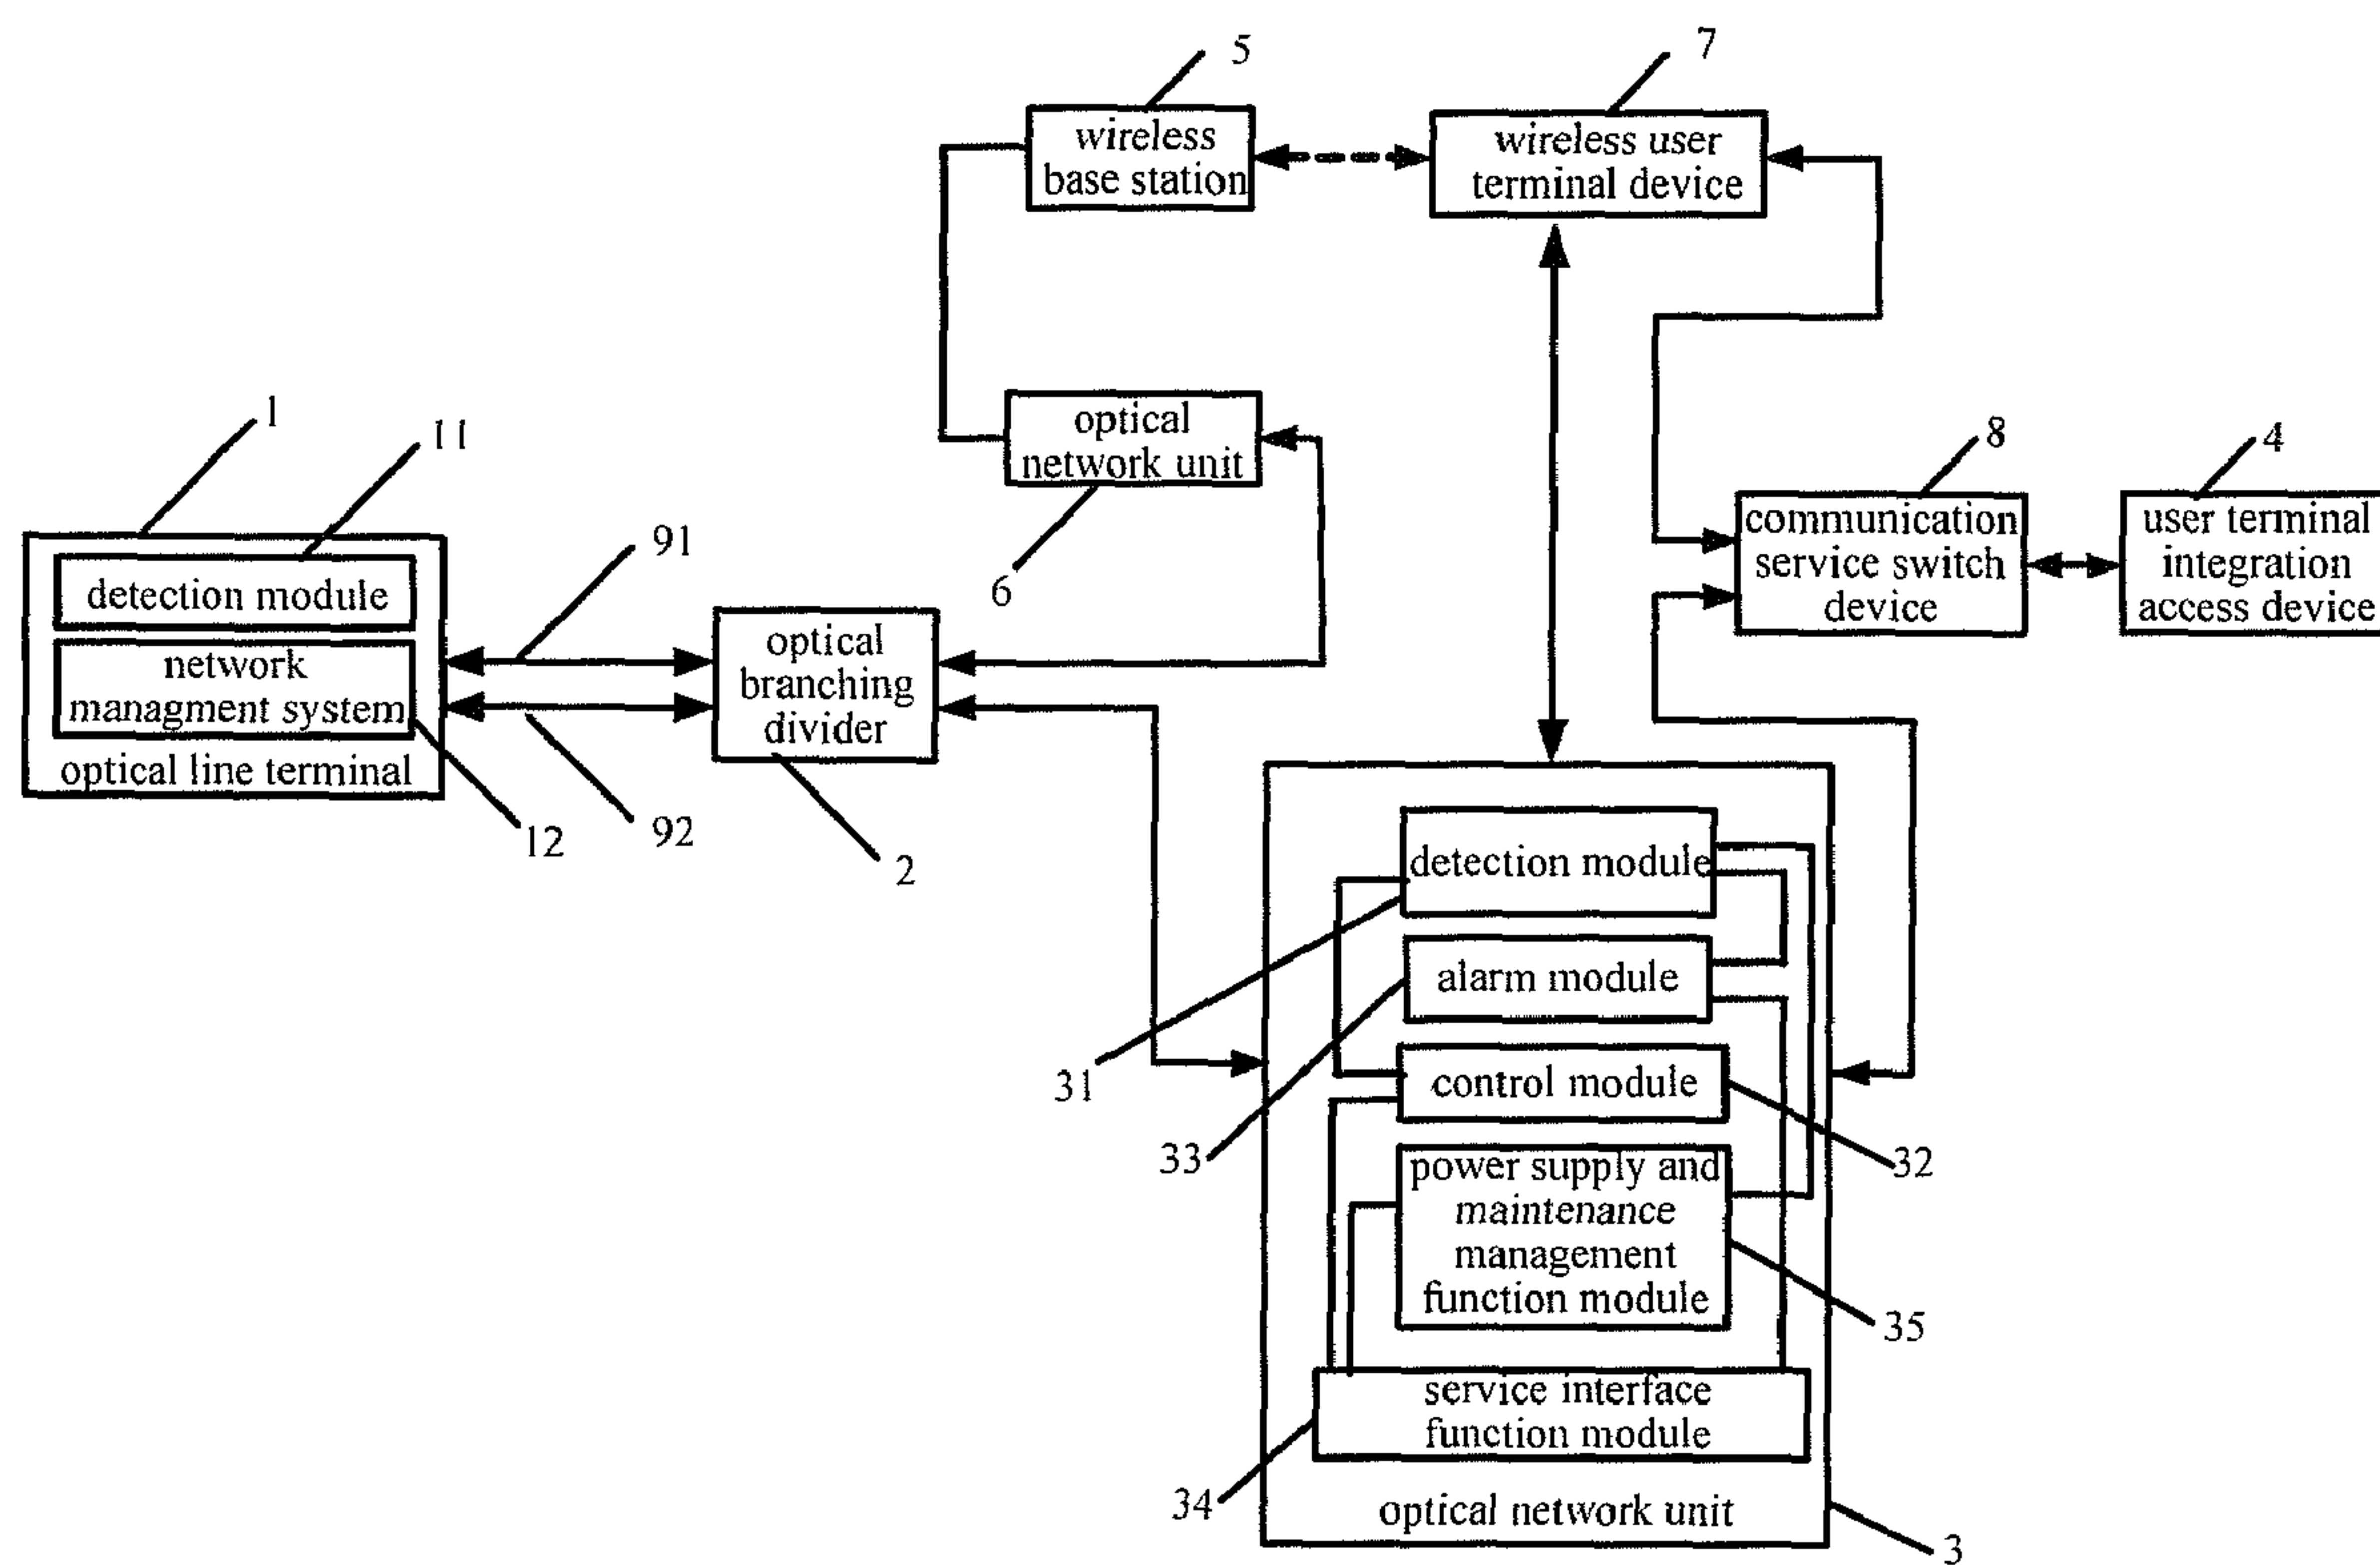 5
7
wireless
base station
wireless user
terminal device
1
11
optical
network unit
6
8
4
detection module
network
managment system
optical line terminal
12
91
92
optical
branching
divider
2
communication
service switch
device
user terminal
integration
access device
detection module
alarm module
control module
power supply and
maintenance
management
function module
service interface
function module
optical network unit
31
33
32
35
34
3